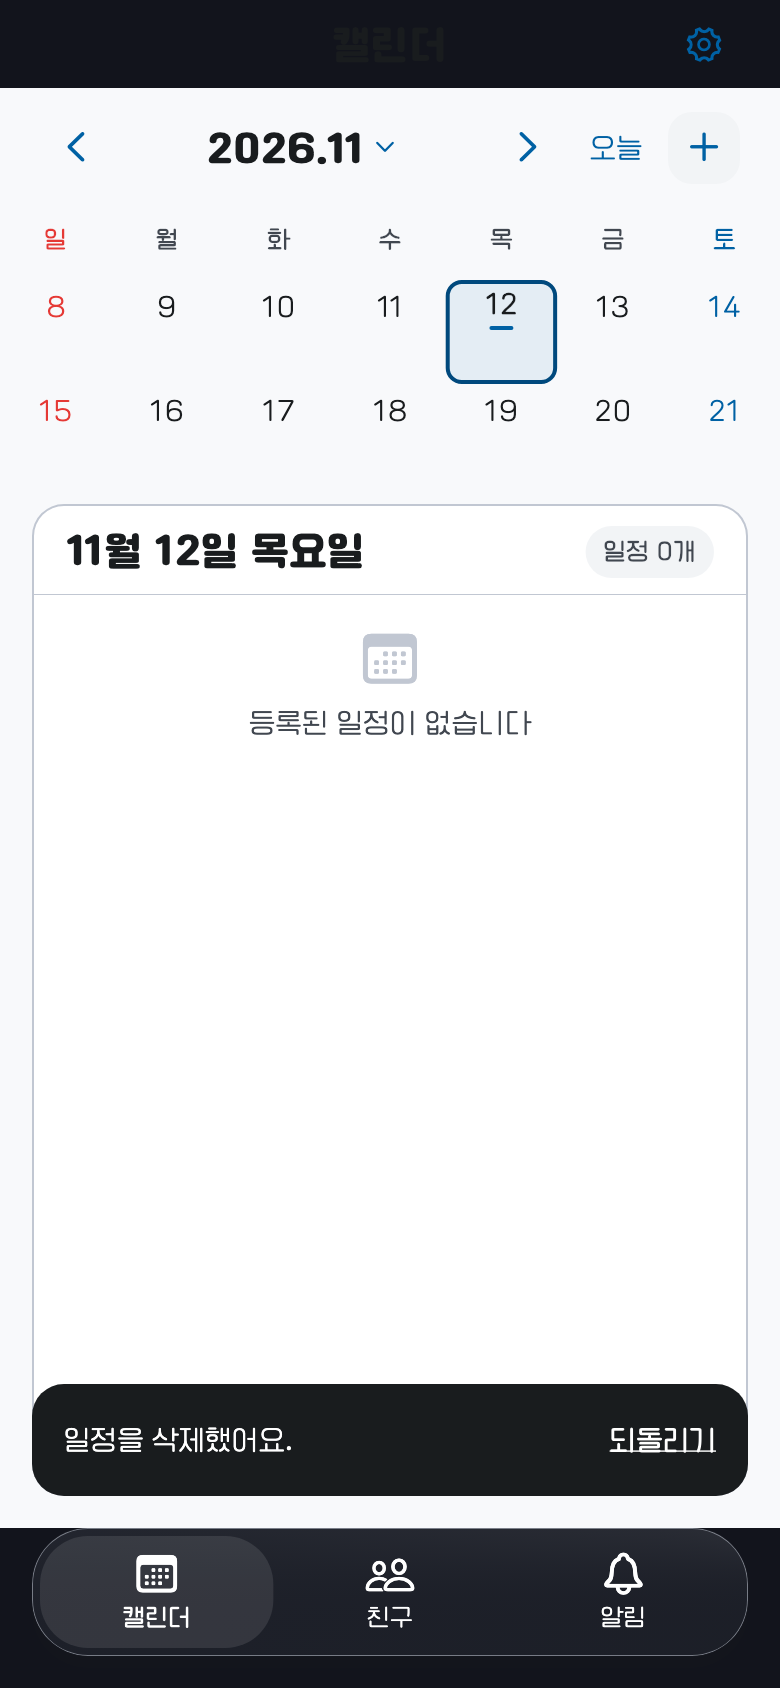 캘린더
2026.11
오늘
일 월 화 수 목 금 토
8 9 10 11 12 13 14
15 16 17 18 19 20 21
11월 12일 목요일
일정 0개
등록된 일정이 없습니다
일정을 삭제했어요.
되돌리기
캘린더 친구 알림